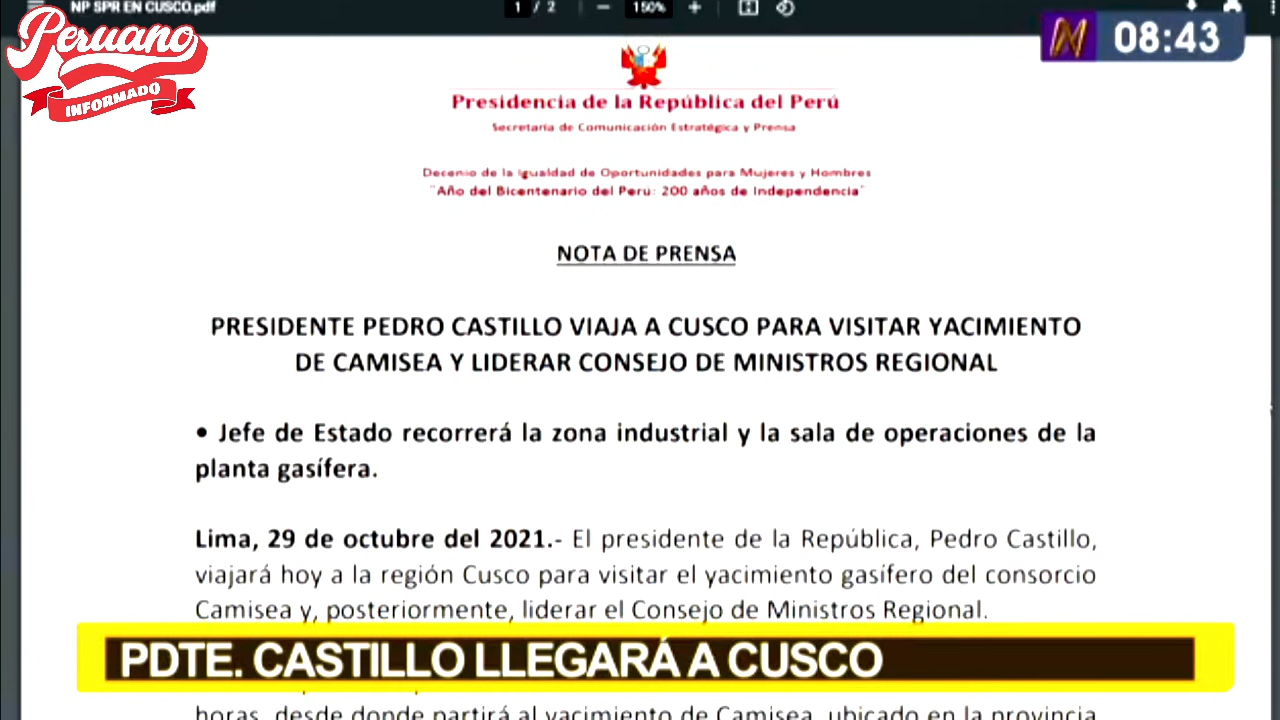 NP SPR EN CUSCO.pdf
1 / 2
150%
Peruano
INFORMADO
N
08:43
Presidencia de la República del Perú
Secretaría de Comunicación Estratégica y Prensa
Decenio de la Igualdad de Oportunidades para Mujeres y Hombres
"Año del Bicentenario del Perú: 200 años de Independencia"
NOTA DE PRENSA
PRESIDENTE PEDRO CASTILLO VIAJA A CUSCO PARA VISITAR YACIMIENTO
DE CAMISEA Y LIDERAR CONSEJO DE MINISTROS REGIONAL
• Jefe de Estado recorrerá la zona industrial y la sala de operaciones de la
planta gasífera.
Lima, 29 de octubre del 2021.- El presidente de la República, Pedro Castillo,
viajará hoy a la región Cusco para visitar el yacimiento gasífero del consorcio
Camisea y, posteriormente, liderar el Consejo de Ministros Regional.
PDTE. CASTILLO LLEGARÁ A CUSCO
horas, desde donde partirá al yacimiento de Camisea, ubicado en la provincia